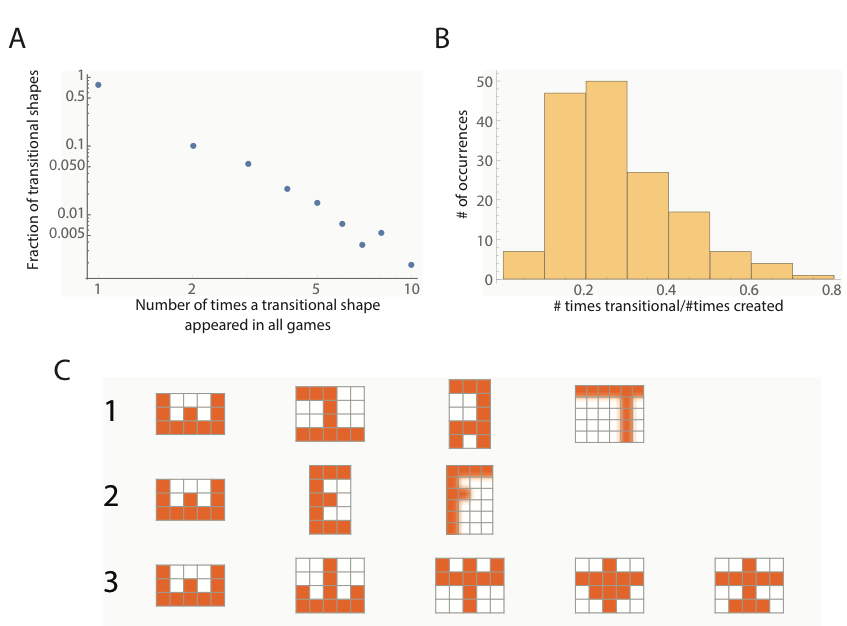 A
B
Fraction of transitional shapes
1
0.5
0.1
0.050
0.01
0.005
1
2
5
10
Number of times a transitional shape
appeared in all games
# of occurrences
50
40
30
20
10
0
0.2
0.4
0.6
0.8
# times transitional/#times created
C
1
2
3